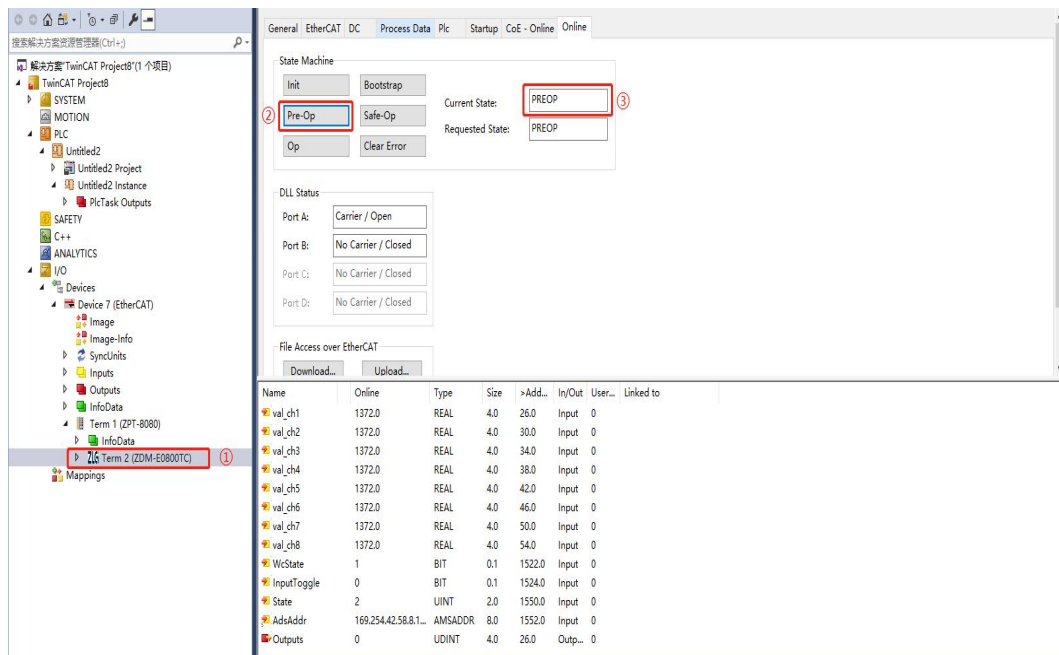 搜索解决方案资源管理器(Ctrl+;)
解决方案"TwinCAT Project8"(1 个项目)
TwinCAT Project8
SYSTEM
MOTION
PLC
Untitled2
Untitled2 Project
Untitled2 Instance
PlcTask Outputs
SAFETY
C++
ANALYTICS
I/O
Devices
Device 7 (EtherCAT)
Image
Image-Info
SyncUnits
Inputs
Outputs
InfoData
Term 1 (ZPT-8080)
InfoData
ZLG Term 2 (ZDM-E0800TC) ①
Mappings
General EtherCAT DC Process Data Plc Startup CoE - Online Online
State Machine
Init Bootstrap
② Pre-Op Safe-Op
Op Clear Error
Current State: PREOP ③
Requested State: PREOP
DLL Status
Port A: Carrier / Open
Port B: No Carrier / Closed
Port C: No Carrier / Closed
Port D: No Carrier / Closed
File Access over EtherCAT
Download... Upload...
Name Online Type Size >Add... In/Out User... Linked to
val_ch1 1372.0 REAL 4.0 26.0 Input 0
val_ch2 1372.0 REAL 4.0 30.0 Input 0
val_ch3 1372.0 REAL 4.0 34.0 Input 0
val_ch4 1372.0 REAL 4.0 38.0 Input 0
val_ch5 1372.0 REAL 4.0 42.0 Input 0
val_ch6 1372.0 REAL 4.0 46.0 Input 0
val_ch7 1372.0 REAL 4.0 50.0 Input 0
val_ch8 1372.0 REAL 4.0 54.0 Input 0
WcState 1 BIT 0.1 1522.0 Input 0
InputToggle 0 BIT 0.1 1524.0 Input 0
State 2 UINT 2.0 1550.0 Input 0
AdsAddr 169.254.42.58.8.1... AMSADDR 8.0 1552.0 Input 0
Outputs 0 UDINT 4.0 26.0 Outp... 0